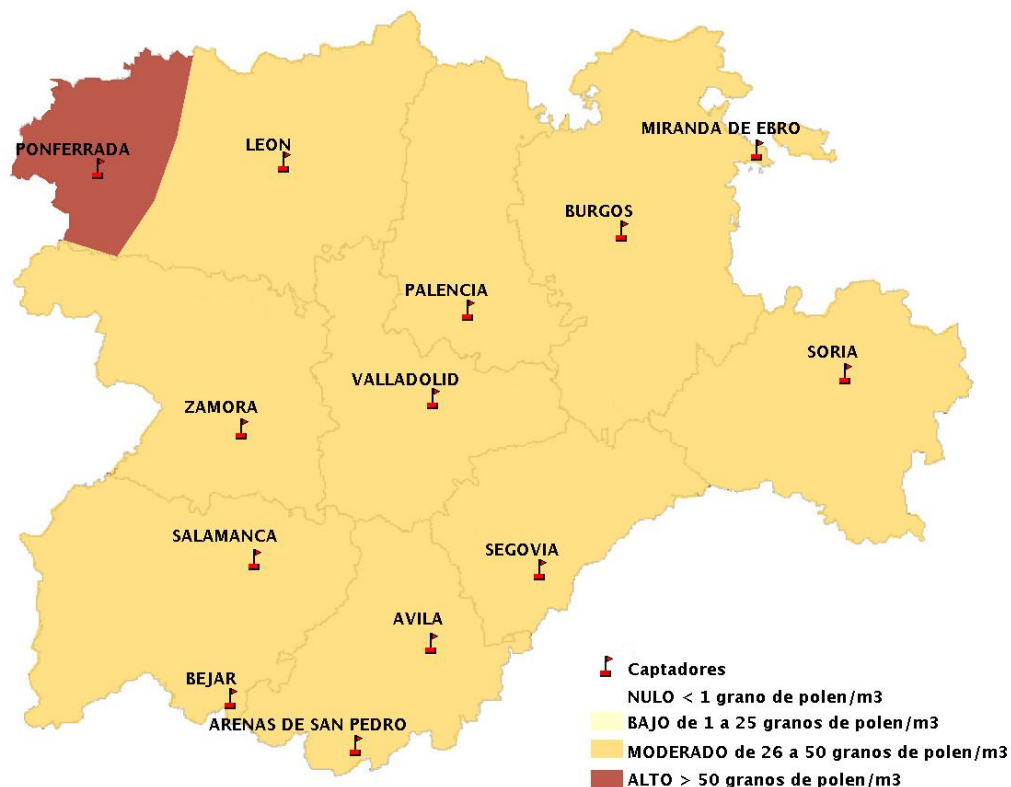 MIRANDA DE EBRO
PONFERRADA
LEON
BURGOS
PALENCIA
SORIA
VALLADOLID
ZAMORA
SALAMANCA
SEGOVIA
AVILA
BEJAR
ARENAS DE SAN PEDRO
Captadores
NULO < 1 grano de polen/m3
BAJO de 1 a 25 granos de polen/m3
MODERADO de 26 a 50 granos de polen/m3
ALTO > 50 granos de polen/m3